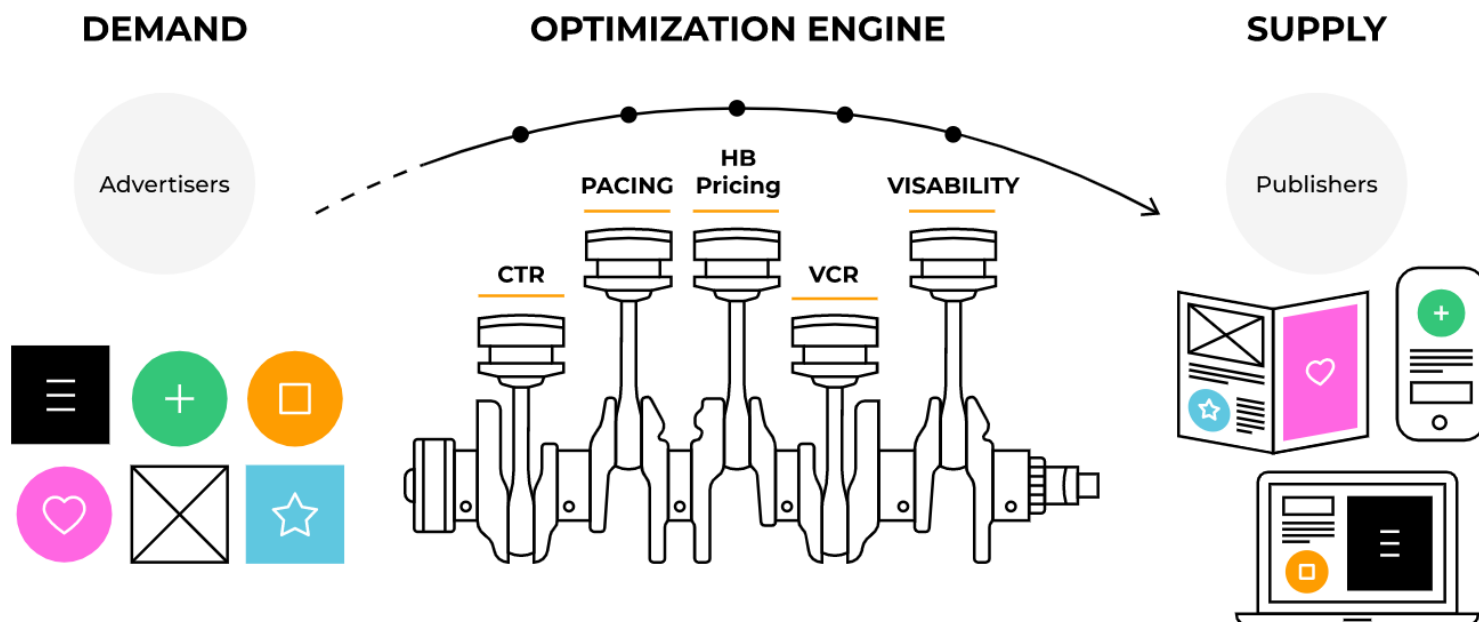 DEMAND
OPTIMIZATION ENGINE
SUPPLY
Advertisers
CTR
PACING
HB
Pricing
VCR
VISABILITY
Publishers